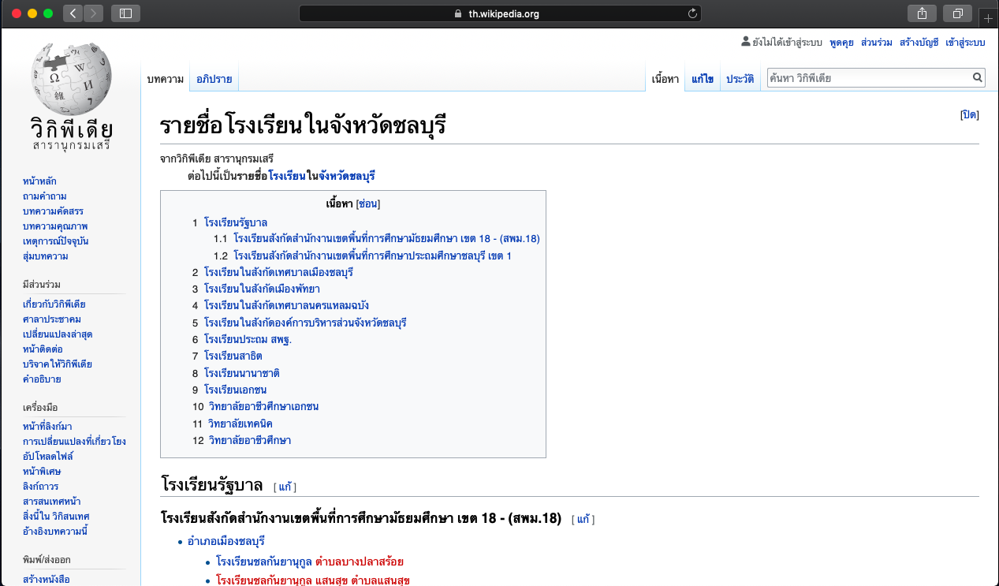 th.wikipedia.org
ยังไม่ได้เข้าสู่ระบบ พูดคุย ส่วนร่วม สร้างบัญชี เข้าสู่ระบบ
บทความ อภิปราย เนื้อหา แก้ไข ประวัติ ค้นหา วิกิพีเดีย
วิกิพีเดีย
สารานุกรมเสรี
หน้าหลัก
ถามคำถาม
บทความคัดสรร
บทความคุณภาพ
เหตุการณ์ปัจจุบัน
สุ่มบทความ
มีส่วนร่วม
เกี่ยวกับวิกิพีเดีย
ศาลาประชาคม
เปลี่ยนแปลงล่าสุด
หน้าติดต่อ
บริจาคให้วิกิพีเดีย
คำอธิบาย
เครื่องมือ
หน้าที่ลิงก์มา
การเปลี่ยนแปลงที่เกี่ยวโยง
อัปโหลดไฟล์
หน้าพิเศษ
ลิงก์ถาวร
สารสนเทศหน้า
สิ่งนี้ใน วิกิสนเทศ
อ้างอิงบทความนี้
พิมพ์/ส่งออก
สร้างหนังสือ
[ปิด]
รายชื่อโรงเรียนในจังหวัดชลบุรี
จากวิกิพีเดีย สารานุกรมเสรี
ต่อไปนี้เป็นรายชื่อโรงเรียนในจังหวัดชลบุรี
เนื้อหา [ซ่อน]
1 โรงเรียนรัฐบาล
1.1 โรงเรียนสังกัดสำนักงานเขตพื้นที่การศึกษามัธยมศึกษา เขต 18 - (สพม.18)
1.2 โรงเรียนสังกัดสำนักงานเขตพื้นที่การศึกษาประถมศึกษาชลบุรี เขต 1
2 โรงเรียนในสังกัดเทศบาลเมืองชลบุรี
3 โรงเรียนในสังกัดเมืองพัทยา
4 โรงเรียนในสังกัดเทศบาลนครแหลมฉบัง
5 โรงเรียนในสังกัดองค์การบริหารส่วนจังหวัดชลบุรี
6 โรงเรียนประถม สพฐ.
7 โรงเรียนสาธิต
8 โรงเรียนนานาชาติ
9 โรงเรียนเอกชน
10 วิทยาลัยอาชีวศึกษาเอกชน
11 วิทยาลัยเทคนิค
12 วิทยาลัยอาชีวศึกษา
โรงเรียนรัฐบาล [ แก้ ]
โรงเรียนสังกัดสำนักงานเขตพื้นที่การศึกษามัธยมศึกษา เขต 18 - (สพม.18) [ แก้ ]
• อำเภอเมืองชลบุรี
• โรงเรียนชลกันยานุกูล ตำบลบางปลาสร้อย
• โรงเรียนชลกันยานุกูล แสนสุข ตำบลแสนสุข